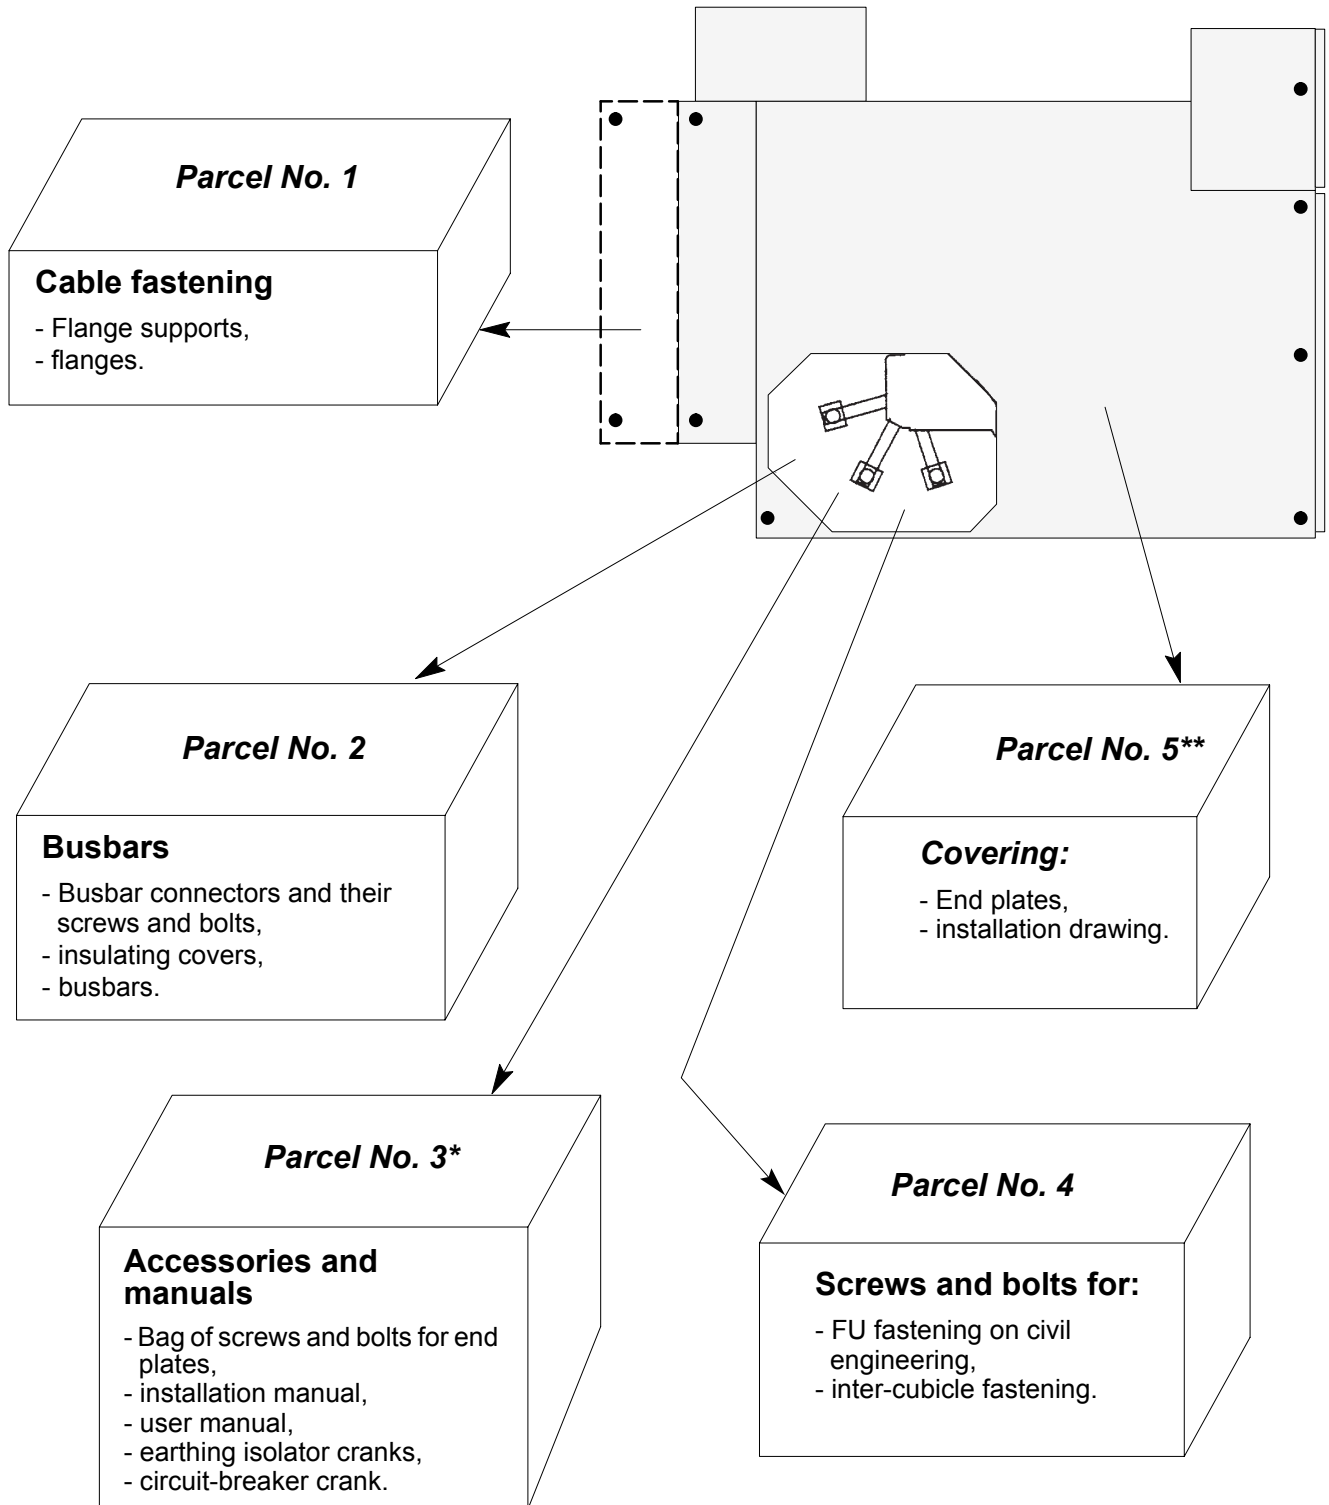 Parcel No. 1
Cable fastening
- Flange supports,
- flanges.
Parcel No. 2
Busbars
- Busbar connectors and their
screws and bolts,
- insulating covers,
- busbars.
Parcel No. 5**
Covering:
- End plates,
- installation drawing.
Parcel No. 3*
Accessories and
manuals
- Bag of screws and bolts for end
plates,
- installation manual,
- user manual,
- earthing isolator cranks,
- circuit-breaker crank.
Parcel No. 4
Screws and bolts for:
- FU fastening on civil
engineering,
- inter-cubicle fastening.